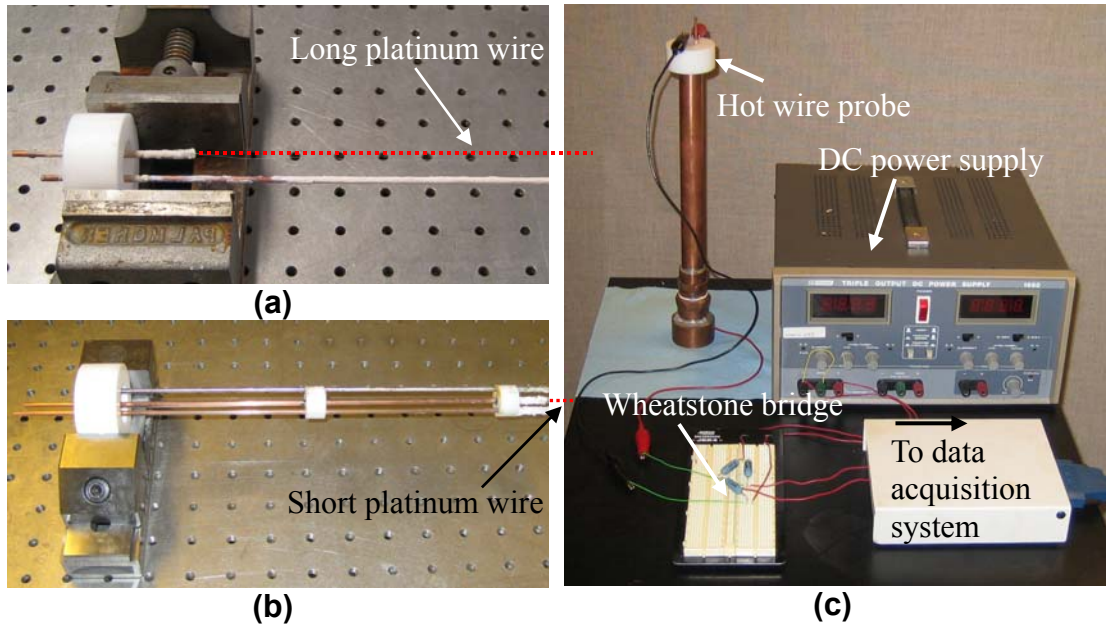 Long platinum wire
(a)
Short platinum wire
(b)
Hot wire probe
DC power supply
TRIPLE OUTPUT DC POWER SUPPLY
Wheatstone bridge
To data
acquisition
system
(c)